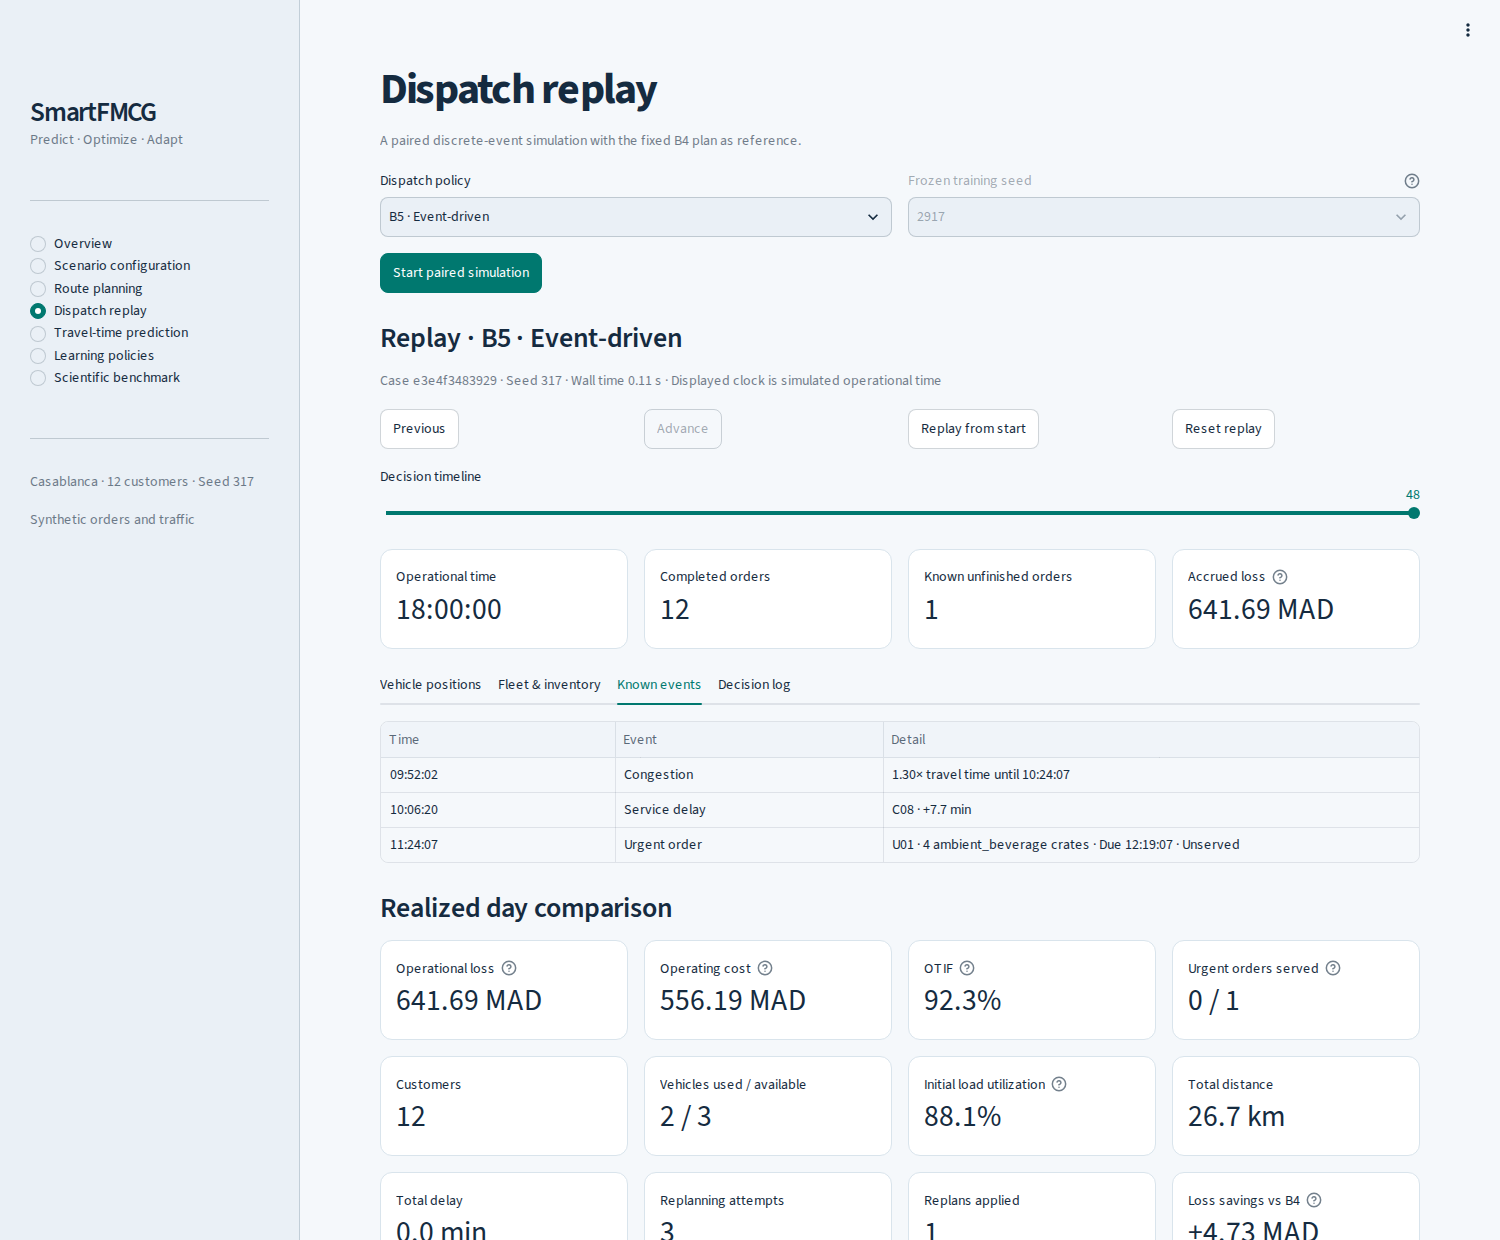 SmartFMCG
Predict · Optimize · Adapt
Overview
Scenario configuration
Route planning
Dispatch replay
Travel-time prediction
Learning policies
Scientific benchmark
Casablanca · 12 customers · Seed 317
Synthetic orders and traffic
Dispatch replay
A paired discrete-event simulation with the fixed B4 plan as reference.
Dispatch policy
Frozen training seed
B5 · Event-driven
2917
Start paired simulation
Replay · B5 · Event-driven
Case e3e4f3483929 · Seed 317 · Wall time 0.11 s · Displayed clock is simulated operational time
Previous
Advance
Replay from start
Reset replay
Decision timeline
48
Operational time
18:00:00
Completed orders
12
Known unfinished orders
1
Accrued loss
641.69 MAD
Vehicle positions
Fleet & inventory
Known events
Decision log
Time Event Detail
09:52:02 Congestion 1.30× travel time until 10:24:07
10:06:20 Service delay C08 · +7.7 min
11:24:07 Urgent order U01 · 4 ambient_beverage crates · Due 12:19:07 · Unserved
Realized day comparison
Operational loss
641.69 MAD
Operating cost
556.19 MAD
OTIF
92.3%
Urgent orders served
0 / 1
Customers
12
Vehicles used / available
2 / 3
Initial load utilization
88.1%
Total distance
26.7 km
Total delay
0.0 min
Replanning attempts
3
Replans applied
1
Loss savings vs B4
+4.73 MAD